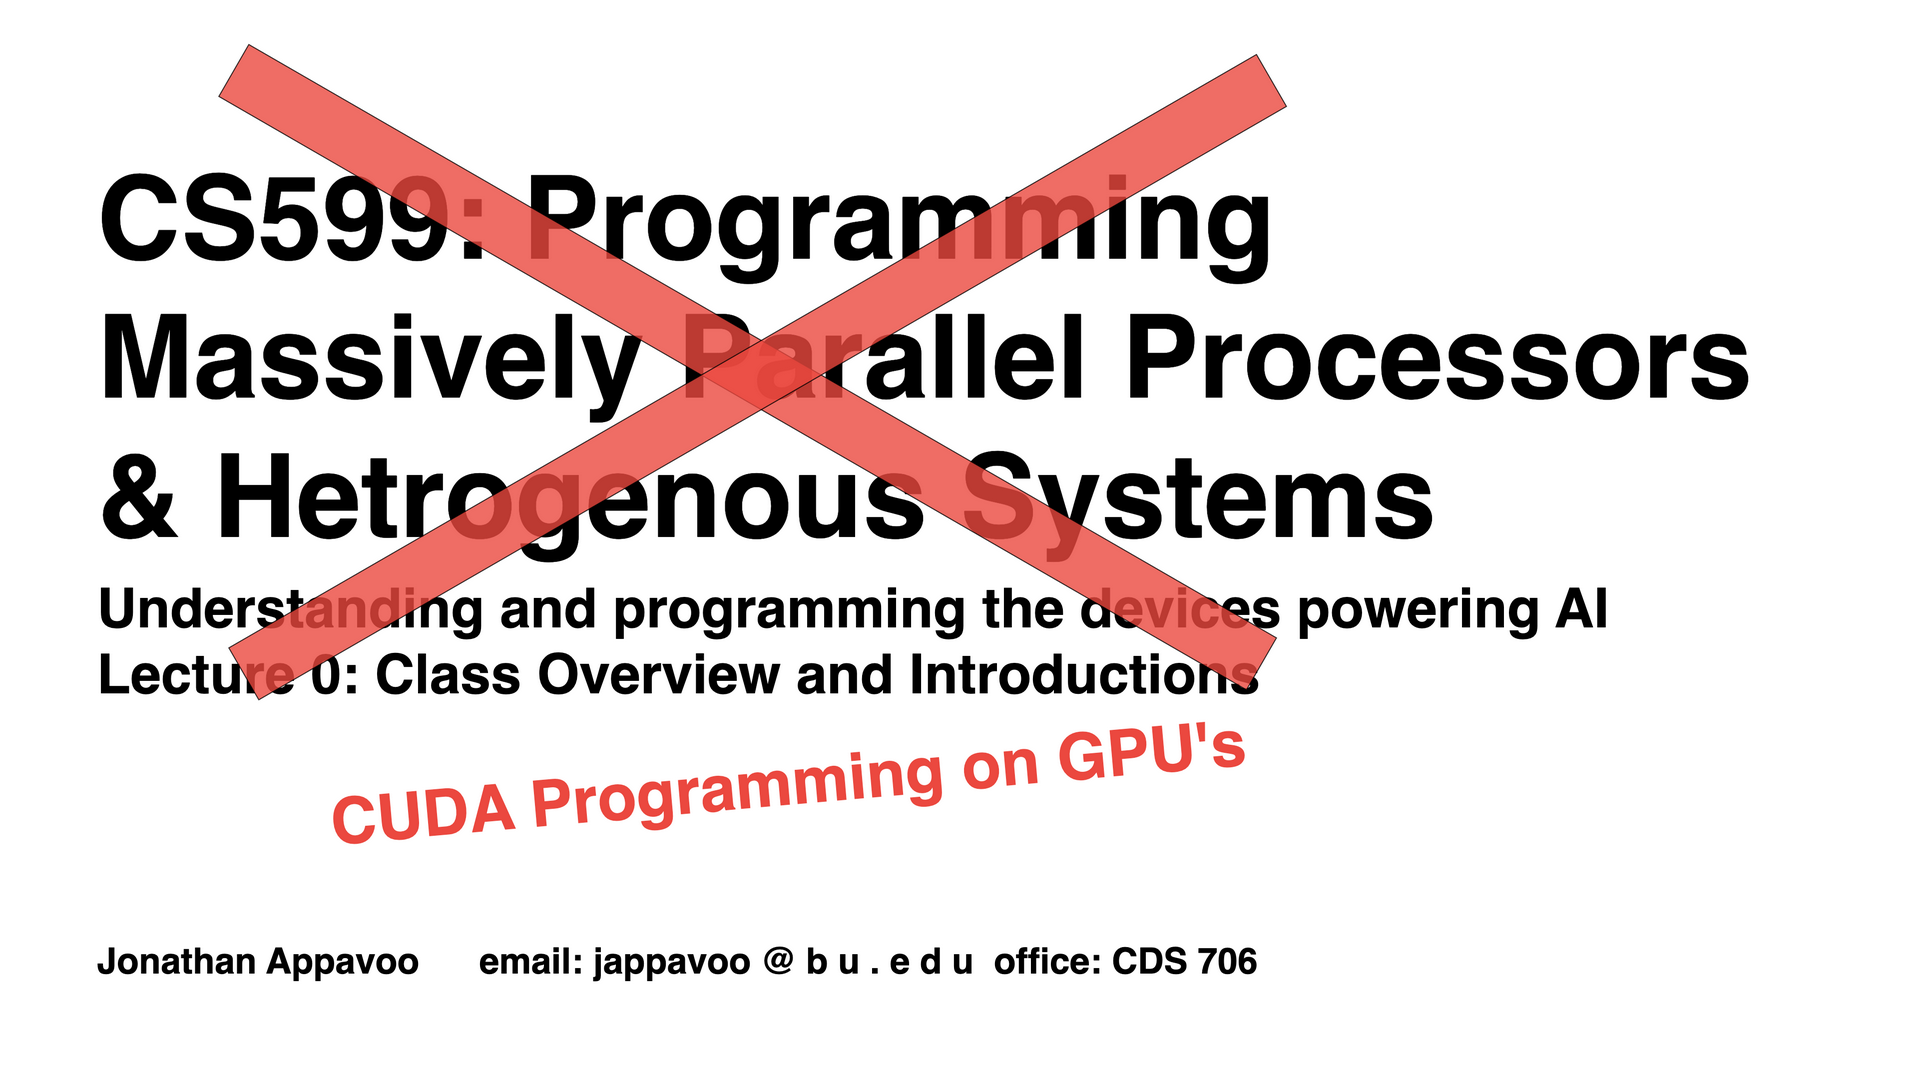 CS599: Programming
Massively Parallel Processors
& Hetrogenous Systems
Understanding and programming the devices powering AI
Lecture 0: Class Overview and Introductions
CUDA Programming on GPU's
Jonathan Appavoo email: jappavoo @ b u . e d u office: CDS 706